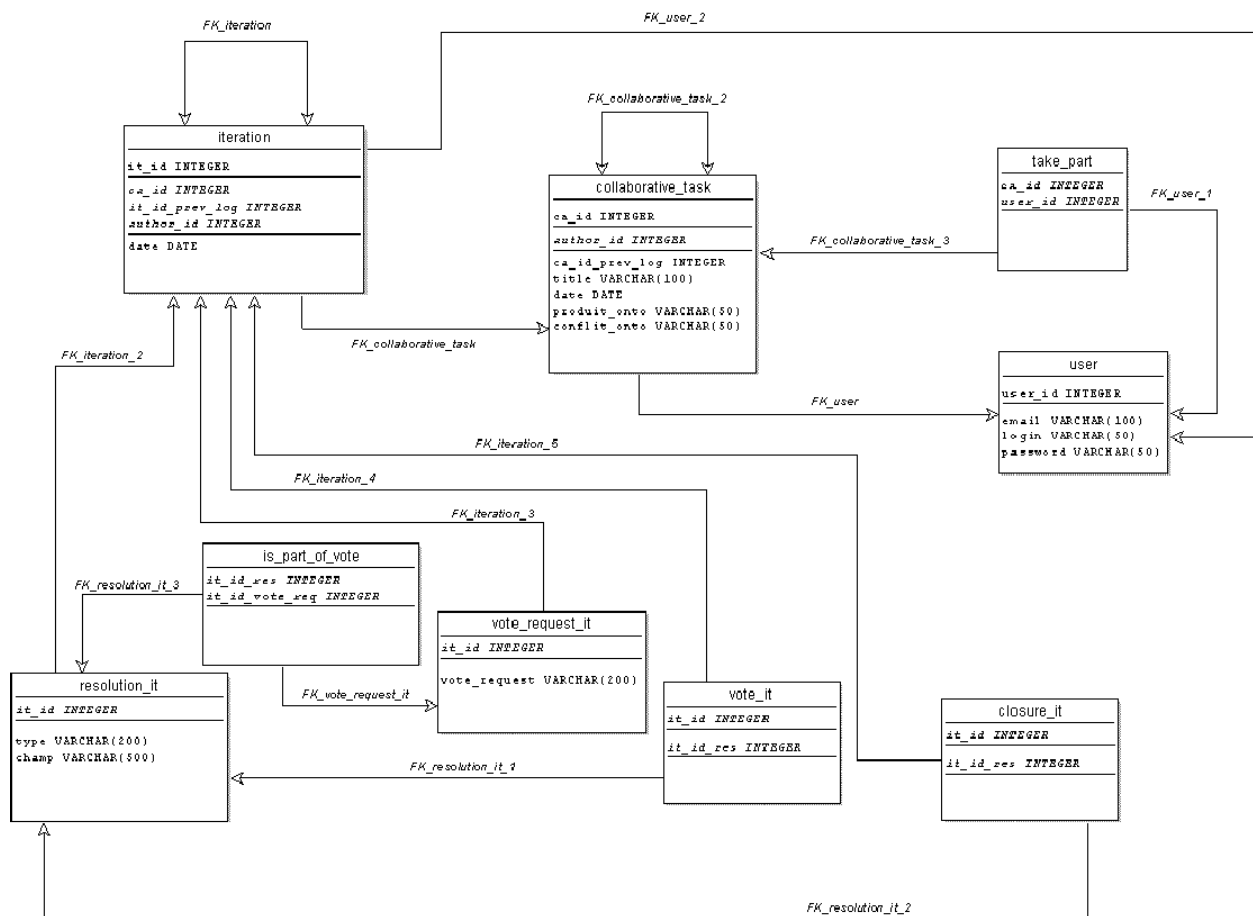 FK_iteration
FK_user_2
iteration
it_id INTEGER
ca_id INTEGER
it_id_prev_log INTEGER
author_id INTEGER
date DATE
FK_collaborative_task_2
collaborative_task
ca_id INTEGER
author_id INTEGER
ca_id_prev_log INTEGER
title VARCHAR(100)
date DATE
produit_onto VARCHAR(50)
conflit_onto VARCHAR(50)
take_part
ca_id INTEGER
user_id INTEGER
FK_user_1
FK_collaborative_task_3
FK_collaborative_task
FK_iteration_2
FK_user
user
user_id INTEGER
email VARCHAR(100)
login VARCHAR(50)
password VARCHAR(50)
FK_iteration_5
FK_iteration_4
FK_iteration_3
is_part_of_vote
it_id_res INTEGER
it_id_vote_req INTEGER
FK_resolution_it_3
vote_request_it
it_id INTEGER
vote_request VARCHAR(200)
FK_vote_request_it
resolution_it
it_id INTEGER
type VARCHAR(200)
champ VARCHAR(500)
vote_it
it_id INTEGER
it_id_res INTEGER
closure_it
it_id INTEGER
it_id_res INTEGER
FK_resolution_it_1
FK_resolution_it_2